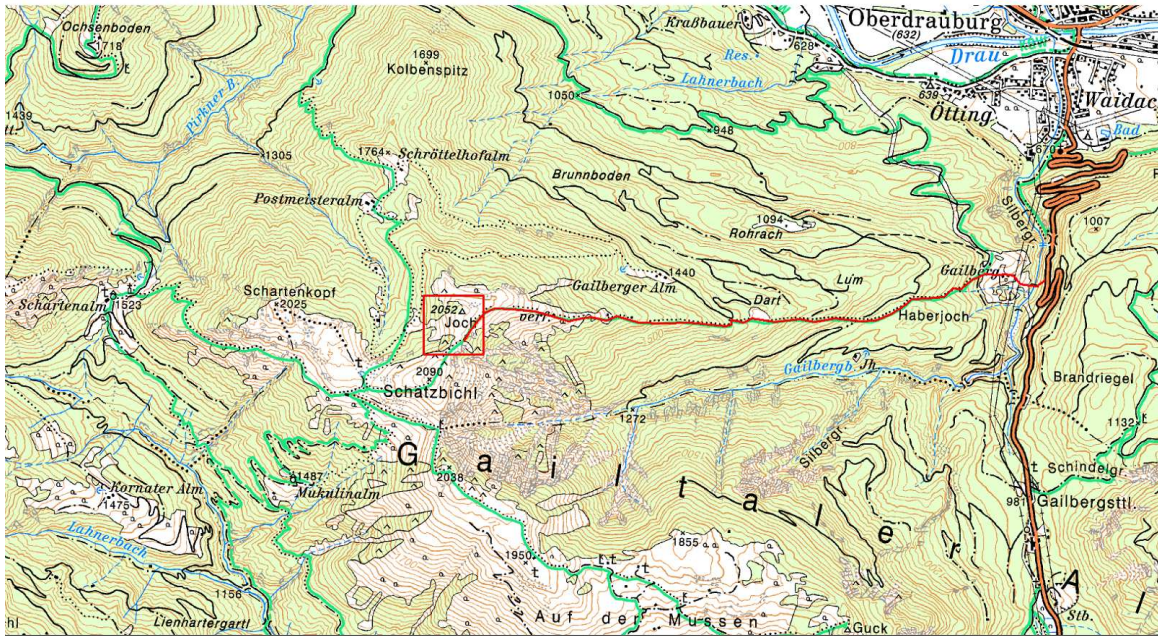 Ochsenboden
1718
1699
Kolbenspitz
Kraßbauer
628
Oberdrauburg
(632)
Drau
Res.
Lahnerbach
639
Ötting
Waidac
Bad
670
Pirkner B.
1439
1050
948
1305
1764
Schröttelhofalm
Brunnboden
Postmeisteralm
1094
Rohrach
Silbergr.
1007
Gailberg
1440
Gailberger Alm
Lum
Dart
Schartenkopf
2025
Schartenalm
1523
2052
Joch
Haberjoch
2090
Schatzbichl
Gailbergb.
Jh.
Brandriegel
1272
1132
Silbergr.
G a i l t a l e r A l
Schindelgr.
2038
1487
Mukulinalm
Kornater Alm
1475
981
Gailbergsttl.
Lahnerbach
1855
1950
1156
Lienhartergartl
Auf der Mussen
Stb.
Guck